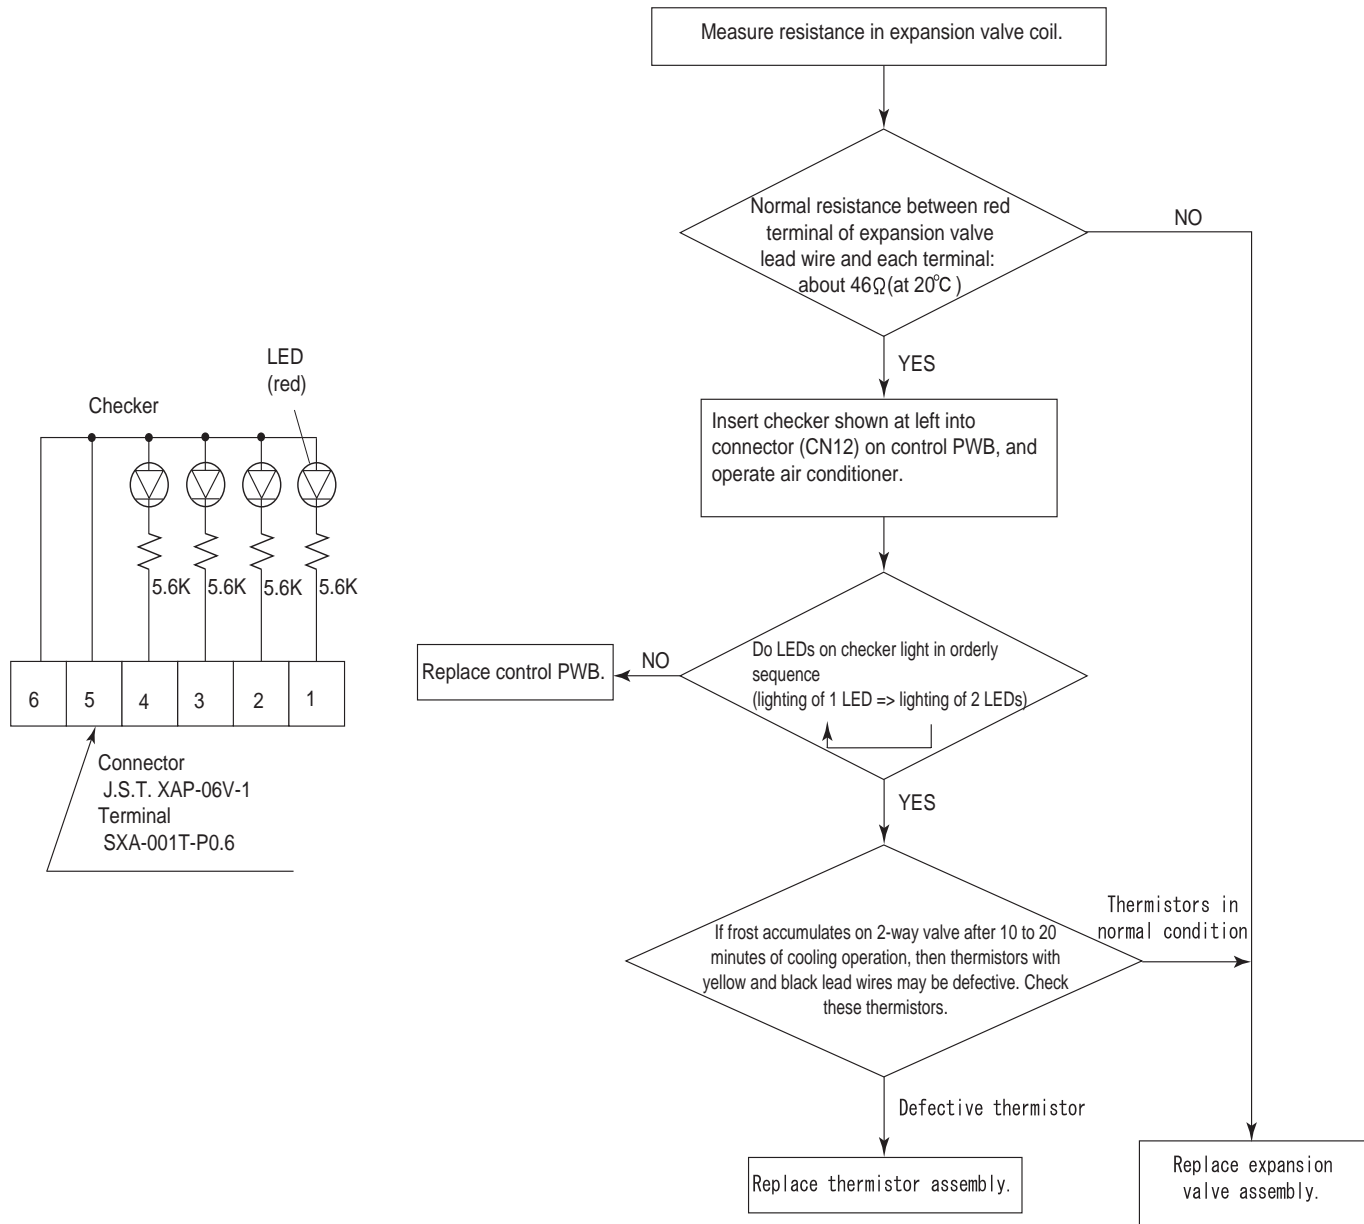 Measure resistance in expansion valve coil.
Normal resistance between red
terminal of expansion valve
lead wire and each terminal:
about 46Ω(at 20°C )
NO
YES
Insert checker shown at left into
connector (CN12) on control PWB, and
operate air conditioner.
LED
(red)
Checker
5.6K 5.6K 5.6K 5.6K
6 5 4 3 2 1
Connector
J.S.T. XAP-06V-1
Terminal
SXA-001T-P0.6
Do LEDs on checker light in orderly
sequence
(lighting of 1 LED => lighting of 2 LEDs)
NO
Replace control PWB.
YES
If frost accumulates on 2-way valve after 10 to 20
minutes of cooling operation, then thermistors with
yellow and black lead wires may be defective. Check
these thermistors.
Thermistors in
normal condition
Defective thermistor
Replace thermistor assembly.
Replace expansion
valve assembly.